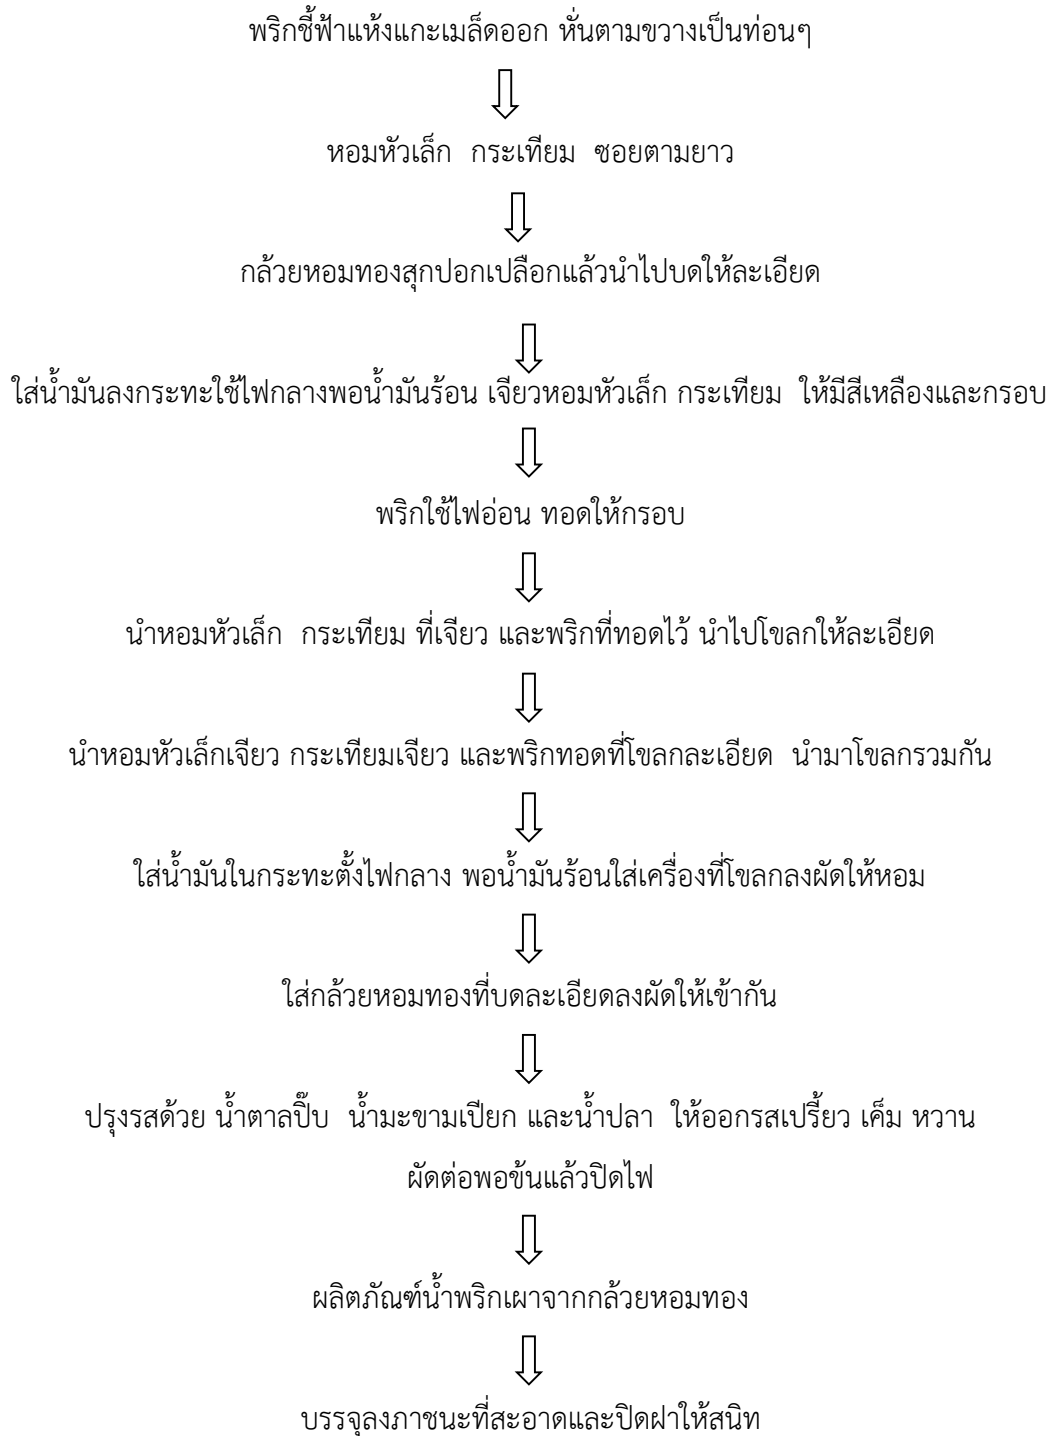 พริกชี้ฟ้าแห้งแกะเมล็ดออก หั่นตามขวางเป็นท่อนๆ
หอมหัวเล็ก  กระเทียม  ซอยตามยาว
กล้วยหอมทองสุกปอกเปลือกแล้วนำไปบดให้ละเอียด
ใส่น้ำมันลงกระทะใช้ไฟกลางพอน้ำมันร้อน เจียวหอมหัวเล็ก กระเทียม  ให้มีสีเหลืองและกรอบ
พริกใช้ไฟอ่อน ทอดให้กรอบ
นำหอมหัวเล็ก  กระเทียม ที่เจียว และพริกที่ทอดไว้ นำไปโขลกให้ละเอียด
นำหอมหัวเล็กเจียว กระเทียมเจียว และพริกทอดที่โขลกละเอียด  นำมาโขลกรวมกัน
ใส่น้ำมันในกระทะตั้งไฟกลาง พอน้ำมันร้อนใส่เครื่องที่โขลกลงผัดให้หอม
ใส่กล้วยหอมทองที่บดละเอียดลงผัดให้เข้ากัน
ปรุงรสด้วย น้ำตาลปิ๊บ  น้ำมะขามเปียก และน้ำปลา  ให้ออกรสเปรี้ยว เค็ม หวาน
ผัดต่อพอข้นแล้วปิดไฟ
ผลิตภัณฑ์น้ำพริกเผาจากกล้วยหอมทอง
บรรจุลงภาชนะที่สะอาดและปิดฝาให้สนิท